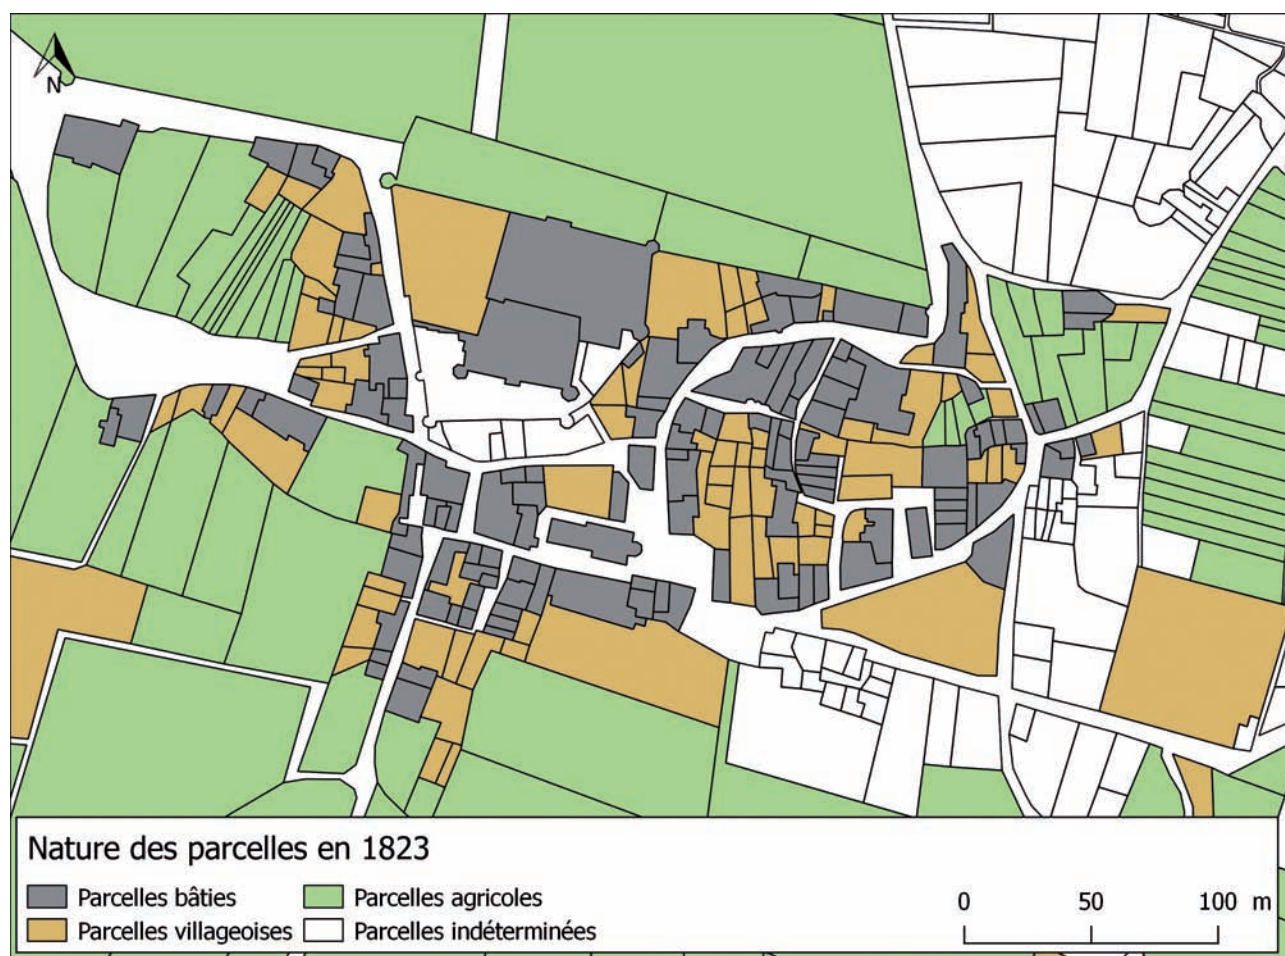 N
Nature des parcelles en 1823
Parcelles bâties
Parcelles agricoles
Parcelles villageoises
Parcelles indéterminées
0 50 100 m